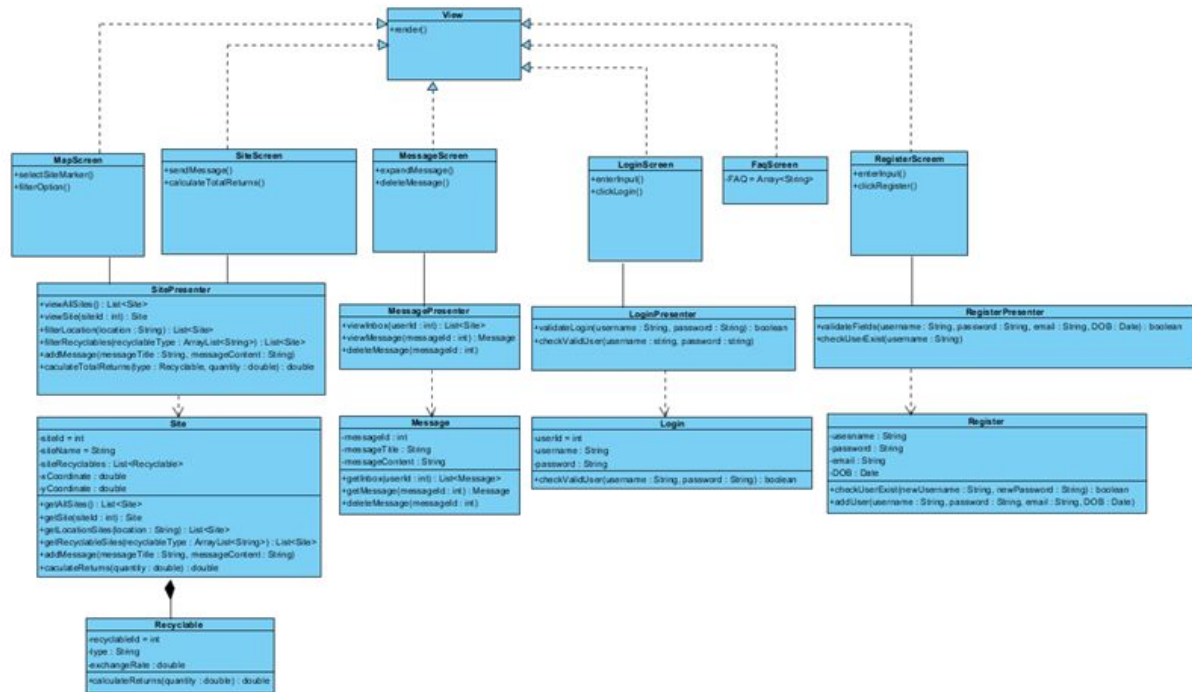 View
+render()
MapScreen
+selectSiteMarker()
+filterOption()
SiteScreen
+sendMessage()
+calculateTotalReturns()
MessageScreen
+expandMessage()
+deleteMessage()
LoginScreen
+enterInput()
+clickLogin()
FaqScreen
-FAQ = Array<String>
RegisterScreem
+enterInput()
+clickRegister()
SitePresenter
+viewAllSites() : List<Site>
+viewSite(siteId : int) : Site
+filterLocation(location : String) : List<Site>
+filterRecyclables(recyclableType : ArrayList<String>) : List<Site>
+addMessage(messageTitle : String, messageContent : String)
+caculateTotalReturns(type : Recyclable, quantity : double) : double
MessagePresenter
+viewInbox(userId : int) : List<Site>
+viewMessage(messageId : int) : Message
+deleteMessage(messageId : int)
LoginPresenter
+validateLogin(username : String, password : String) : boolean
+checkValidUser(username : string, password : string)
RegisterPresenter
+validateFields(username : String, password : String, email : String, DOB : Date) : boolean
+checkUserExist(username : String)
Site
-siteId = int
-siteName = String
-siteRecyclables : List<Recyclable>
-xCoordinate : double
-yCoordinate : double
+getAllSites() : List<Site>
+getSite(siteId : int) : Site
+getLocationSites(location : String) : List<Site>
+getRecyclableSites(recyclableType : ArrayList<String>) : List<Site>
+addMessage(messageTitle : String, messageContent : String)
+caculateReturns(quantity : double) : double
Message
-messageId : int
-messageTitle : String
-messageContent : String
+getInbox(userId : int) : List<Message>
+getMessage(messageId : int) : Message
+deleteMessage(messageId : int)
Login
-userId = int
-username : String
-password : String
+checkValidUser(username : String, password : String) : boolean
Register
-usesname : String
-password : String
-email : String
-DOB : Date
+checkUserExist(newUsername : String, newPassword : String) : boolean
+addUser(username : String, password : String, email : String, DOB : Date)
Recyclable
-recyclableId = int
-type : String
-exchangeRate : double
+calculateReturns(quantity : double) : double